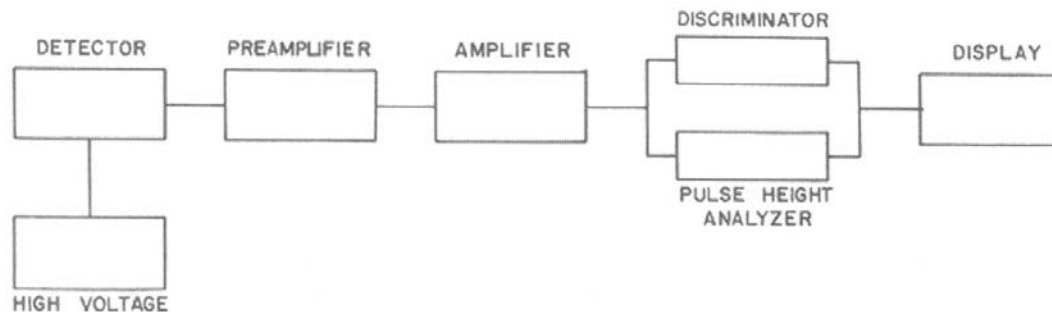 DETECTOR
PREAMPLIFIER
AMPLIFIER
DISCRIMINATOR
DISPLAY
PULSE HEIGHT
ANALYZER
HIGH VOLTAGE